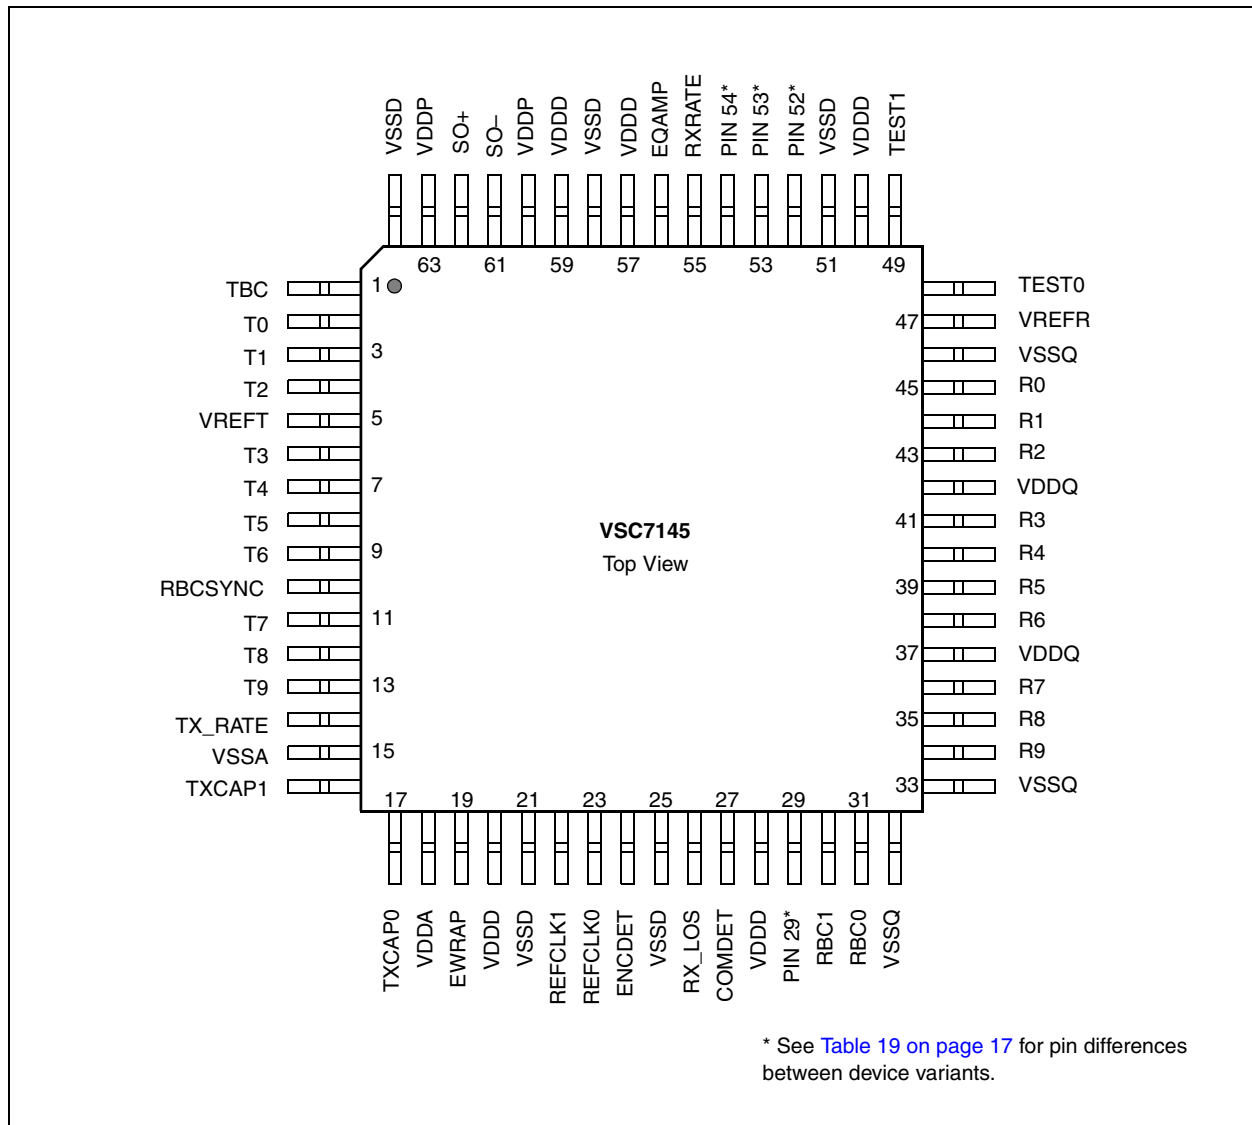 VSSD
VDDP
SO+
SO–
VDDP
VDDD
VSSD
VDDD
EQAMP
RXRATE
PIN 54*
PIN 53*
PIN 52*
VSSD
VDDD
TEST1
63 61 59 57 55 53 51 49
TBC 1 TEST0
T0 47 VREFR
T1 3 VSSQ
T2 45 R0
VREFT 5 R1
T3 43 R2
T4 7 VDDQ
T5 41 R3
T6 9 R4
RBCSYNC 39 R5
T7 11 R6
T8 37 VDDQ
T9 13 R7
TX_RATE 35 R8
VSSA 15 R9
TXCAP1 33 VSSQ
VSC7145
Top View
17 19 21 23 25 27 29 31
TXCAP0
VDDA
EWRAP
VDDD
VSSD
REFCLK1
REFCLK0
ENCDET
VSSD
RX_LOS
COMDET
VDDD
PIN 29*
RBC1
RBC0
VSSQ
* See Table 19 on page 17 for pin differences
between device variants.